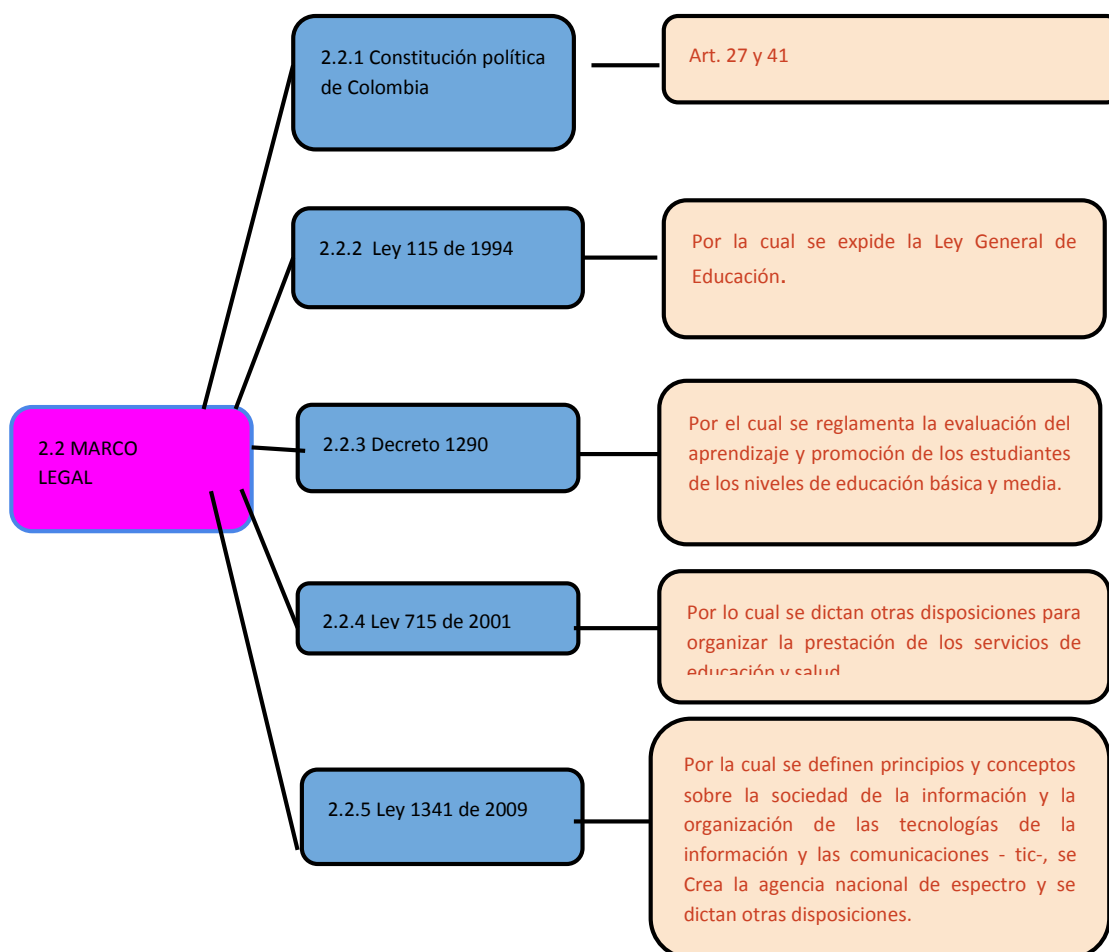 2.2.1 Constitución política
de Colombia
Art. 27 y 41
2.2.2 Ley 115 de 1994
Por la cual se expide la Ley General de
Educación.
2.2 MARCO
LEGAL
2.2.3 Decreto 1290
Por el cual se reglamenta la evaluación del
aprendizaje y promoción de los estudiantes
de los niveles de educación básica y media.
2.2.4 Ley 715 de 2001
Por lo cual se dictan otras disposiciones para
organizar la prestación de los servicios de
educación y salud
2.2.5 Ley 1341 de 2009
Por la cual se definen principios y conceptos
sobre la sociedad de la información y la
organización de las tecnologías de la
información y las comunicaciones - tic-, se
Crea la agencia nacional de espectro y se
dictan otras disposiciones.